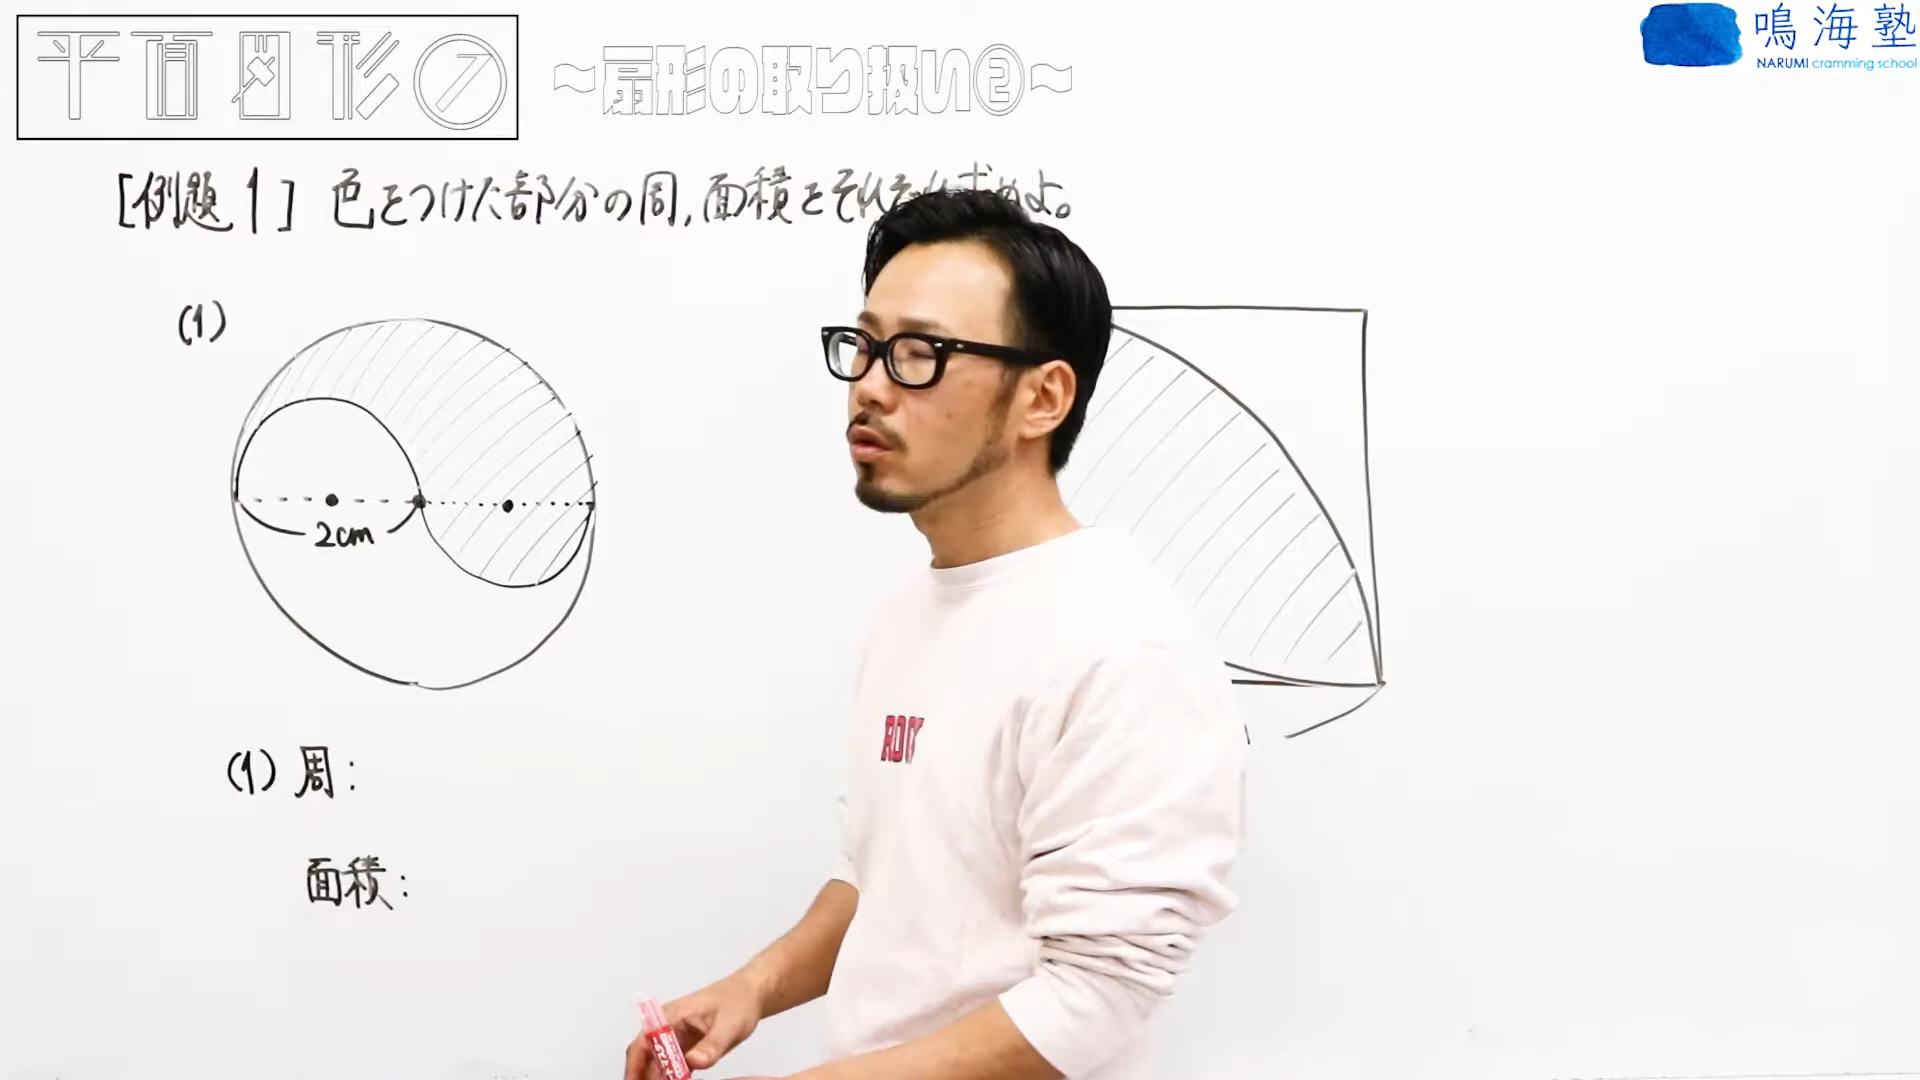 平面図形⑦ ~扇形の取り扱い②~
鳴海塾
NARUMI cramming school
[例題1] 色をつけた部分の周,面積をそれぞれ求めよ。
(1)
2cm
(1) 周:
面積: